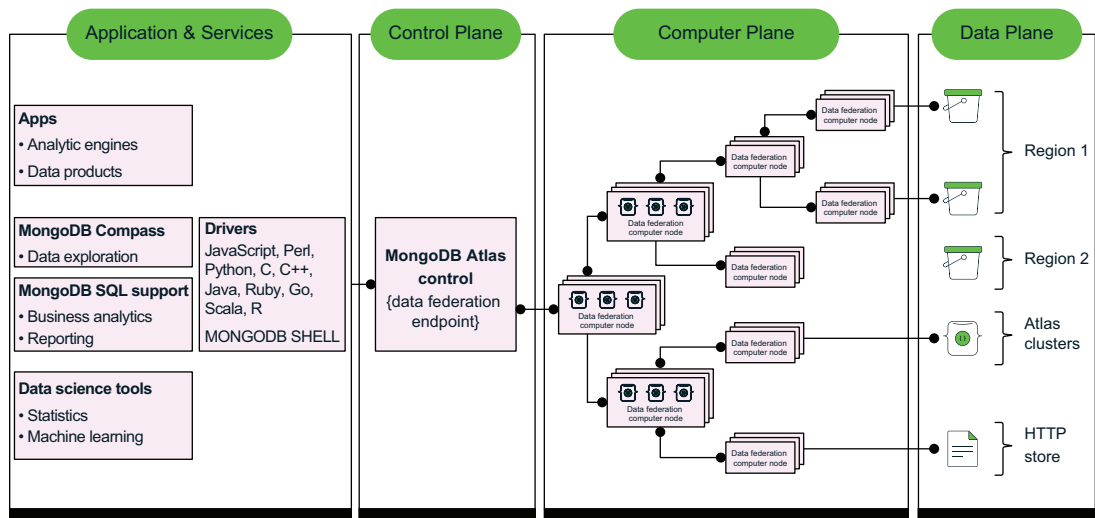 Application & Services
Control Plane
Computer Plane
Data Plane
Apps
• Analytic engines
• Data products
MongoDB Compass
• Data exploration
MongoDB SQL support
• Business analytics
• Reporting
Data science tools
• Statistics
• Machine learning
Drivers
JavaScript, Perl,
Python, C, C++,
Java, Ruby, Go,
Scala, R
MONGODB SHELL
MongoDB Atlas
control
{data federation
endpoint}
Data federation
computer node
Data federation
computer node
Data federation
computer node
Data federation
computer node
Data federation
computer node
Data federation
computer node
Data federation
computer node
Data federation
computer node
Data federation
computer node
Region 1
Region 2
Atlas
clusters
HTTP
store